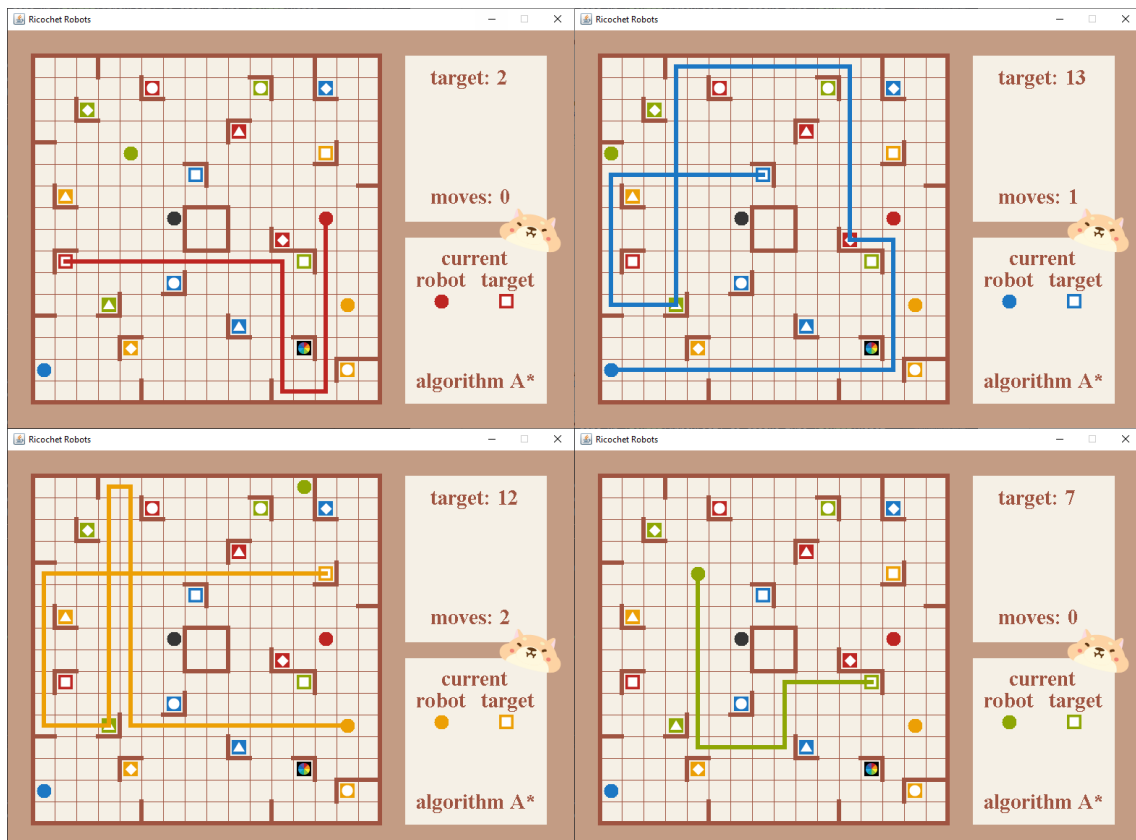 Ricochet Robots
target: 2
moves: 0
current
robot target
algorithm A*
Ricochet Robots
target: 13
moves: 1
current
robot target
algorithm A*
Ricochet Robots
target: 12
moves: 2
current
robot target
algorithm A*
Ricochet Robots
target: 7
moves: 0
current
robot target
algorithm A*